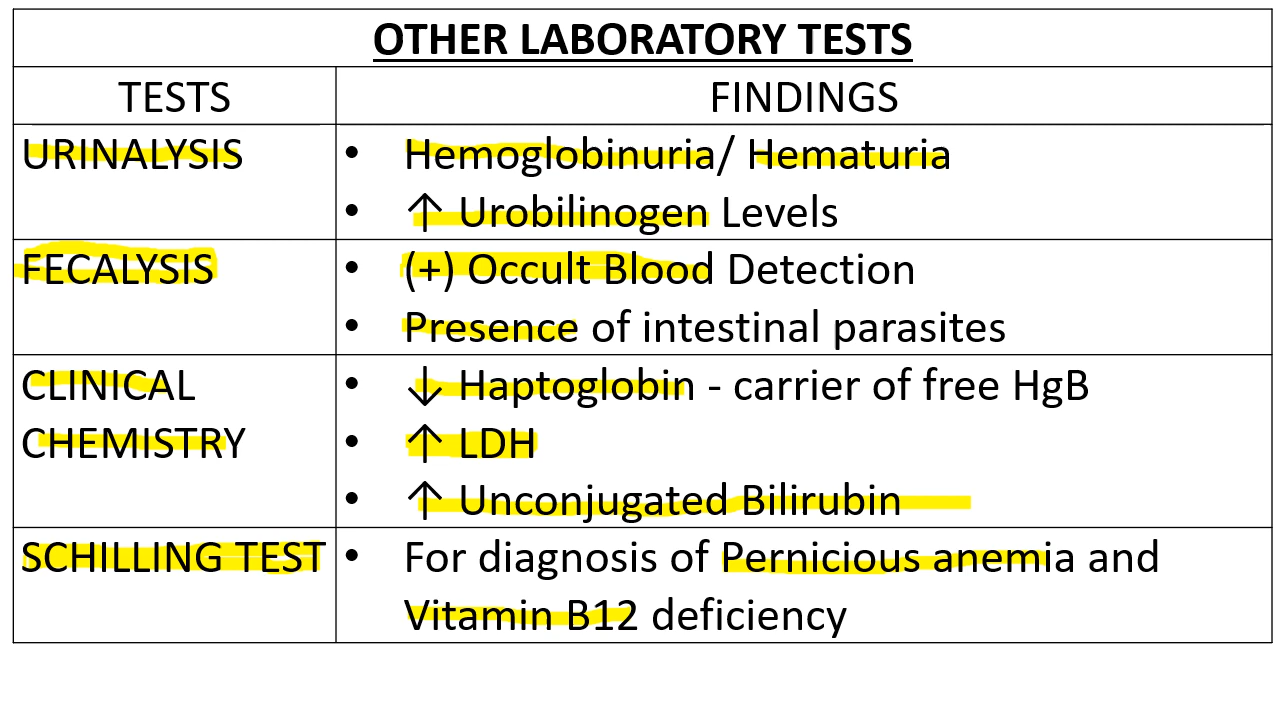 OTHER LABORATORY TESTS
TESTS
FINDINGS
URINALYSIS
• Hemoglobinuria/ Hematuria
• ↑ Urobilinogen Levels
FECALYSIS
• (+) Occult Blood Detection
• Presence of intestinal parasites
CLINICAL
CHEMISTRY
• ↓ Haptoglobin - carrier of free HgB
• ↑ LDH
• ↑ Unconjugated Bilirubin
SCHILLING TEST
• For diagnosis of Pernicious anemia and
Vitamin B12 deficiency